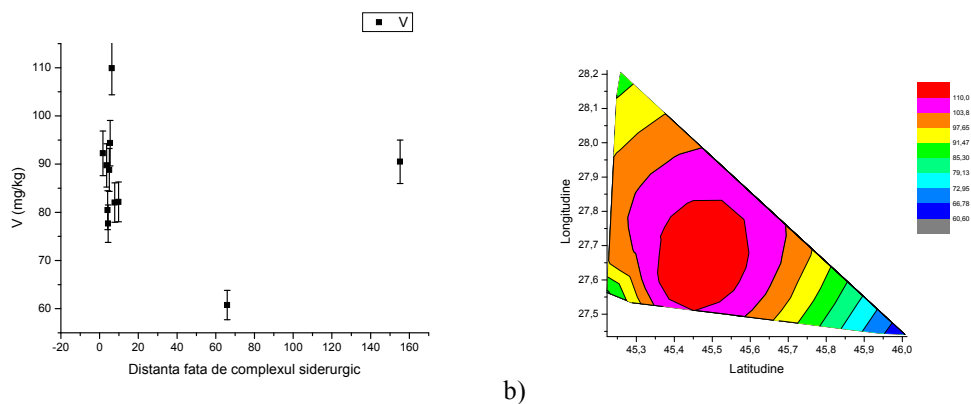 V
V (mg/kg)
110
100
90
80
70
60
-20 0 20 40 60 80 100 120 140 160
Distanta fata de complexul siderurgic
b)
Longitudine
28,2
28,1
28,0
27,9
27,8
27,7
27,6
27,5
45,3 45,4 45,5 45,6 45,7 45,8 45,9 46,0
Latitudine
110,0
103,8
97,65
91,47
85,30
79,13
72,95
66,78
60,60